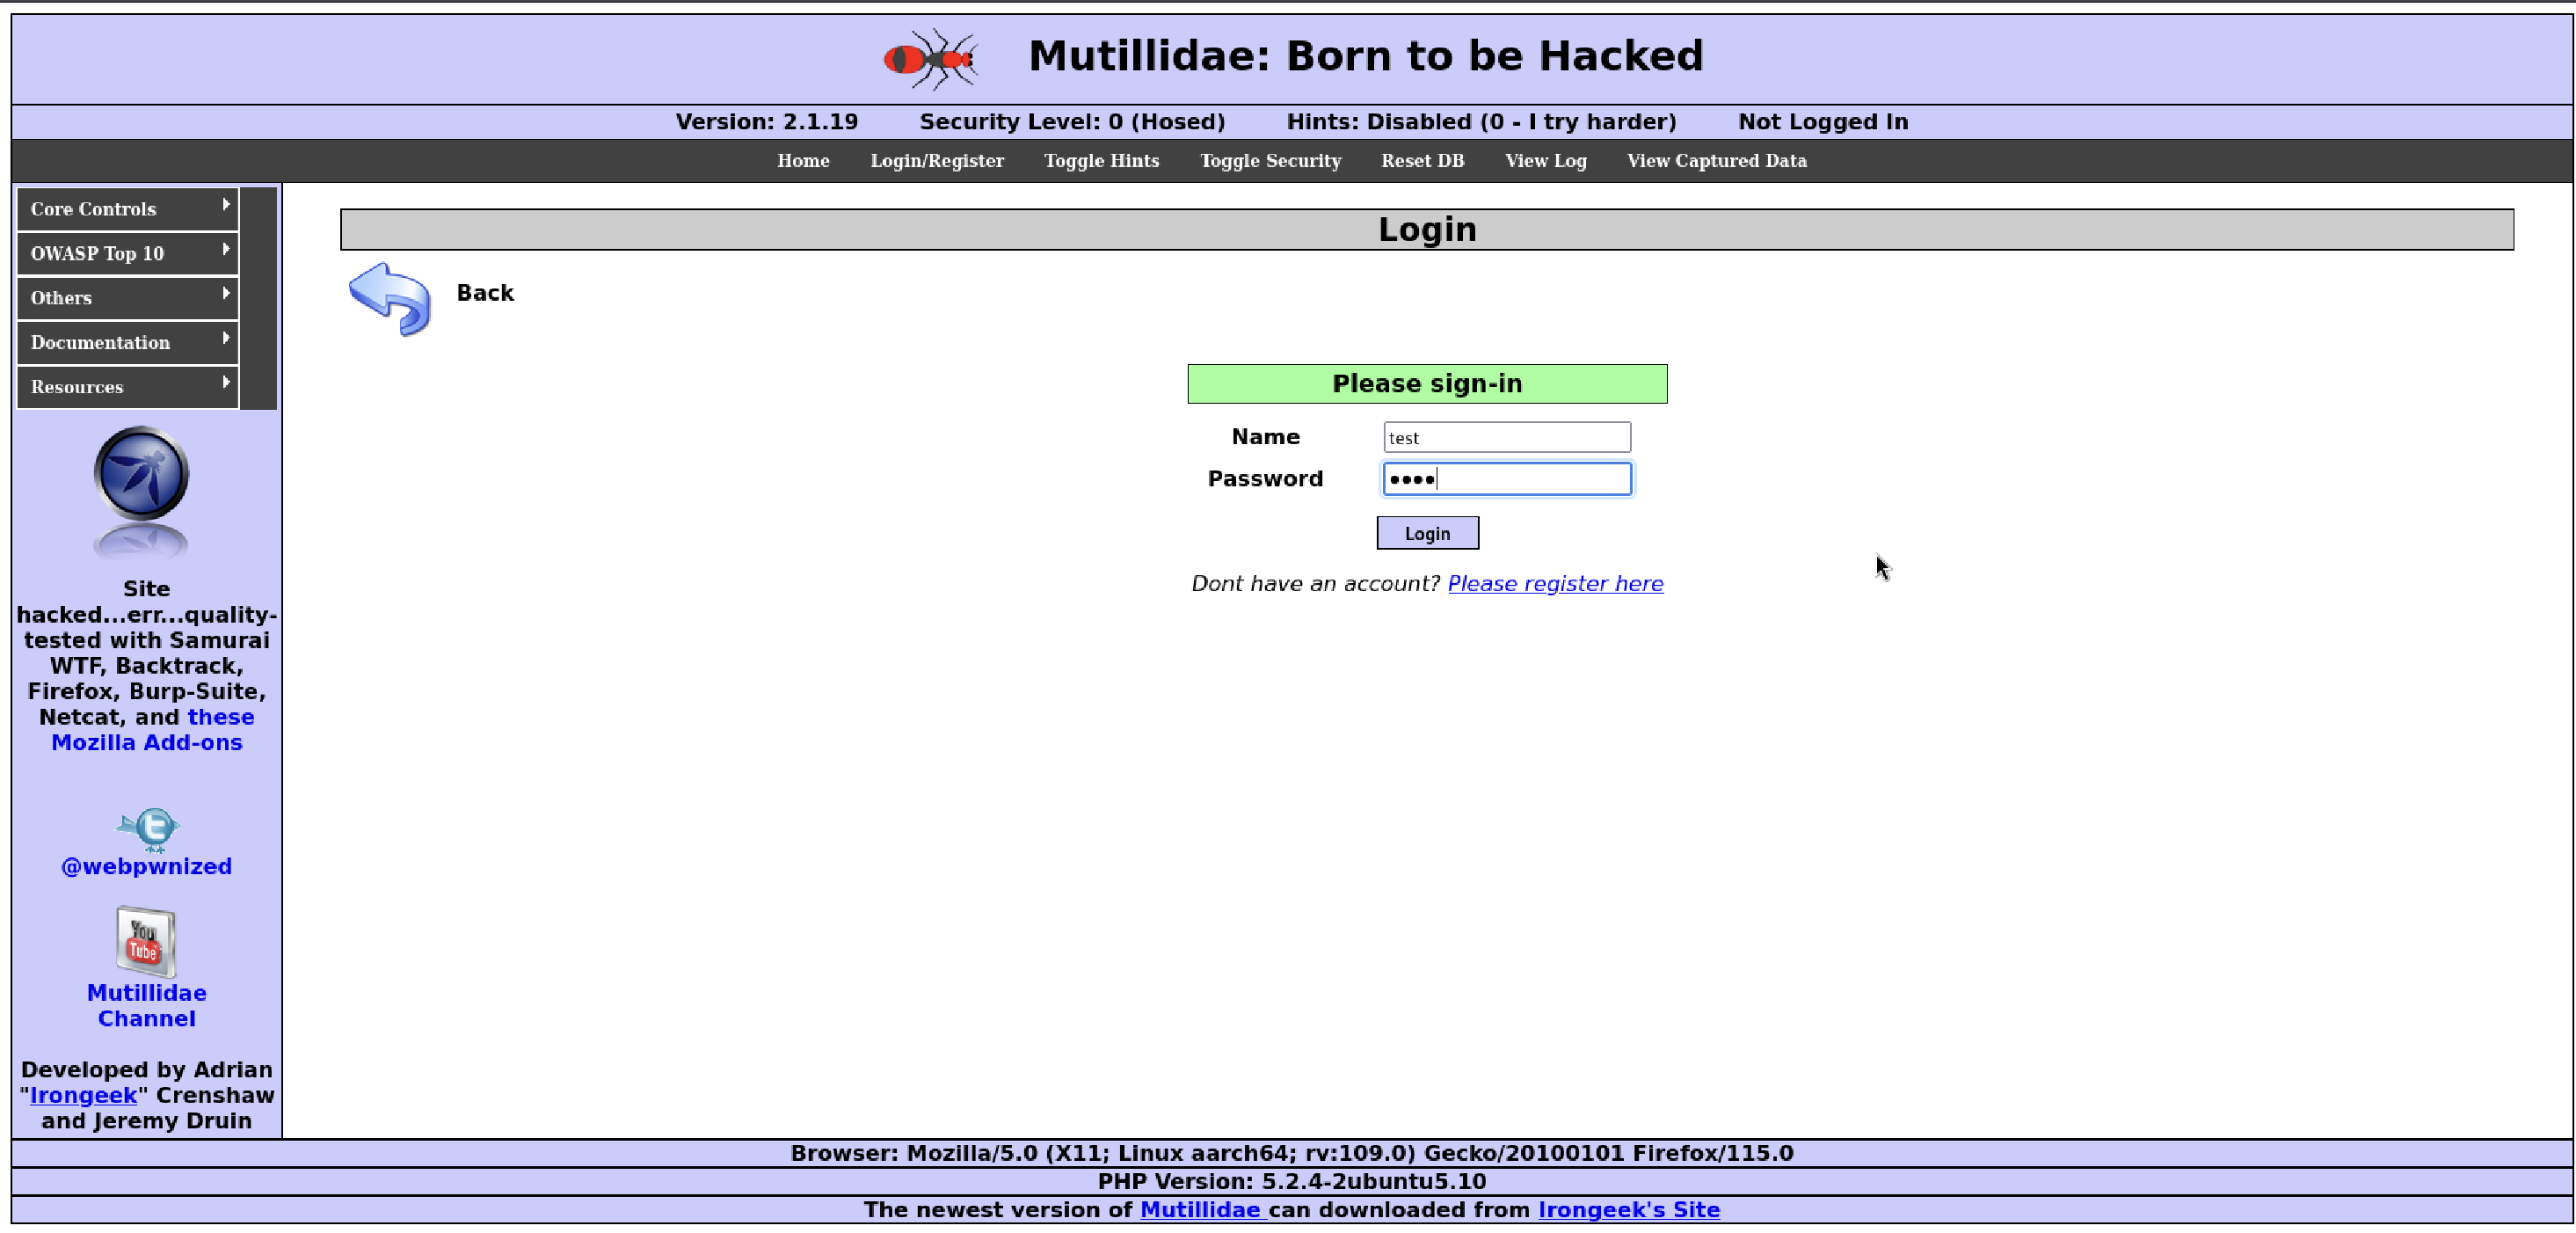 Mutillidae: Born to be Hacked
Version: 2.1.19 Security Level: 0 (Hosed) Hints: Disabled (0 - I try harder) Not Logged In
Home Login/Register Toggle Hints Toggle Security Reset DB View Log View Captured Data
Core Controls
OWASP Top 10
Others
Documentation
Resources
Site
hacked...err...quality-
tested with Samurai
WTF, Backtrack,
Firefox, Burp-Suite,
Netcat, and these
Mozilla Add-ons
@webpwnized
You
Tube
Mutillidae
Channel
Developed by Adrian
"Irongeek" Crenshaw
and Jeremy Druin
Login
Back
Please sign-in
Name test
Password ••••
Login
Dont have an account? Please register here
Browser: Mozilla/5.0 (X11; Linux aarch64; rv:109.0) Gecko/20100101 Firefox/115.0
PHP Version: 5.2.4-2ubuntu5.10
The newest version of Mutillidae can downloaded from Irongeek's Site